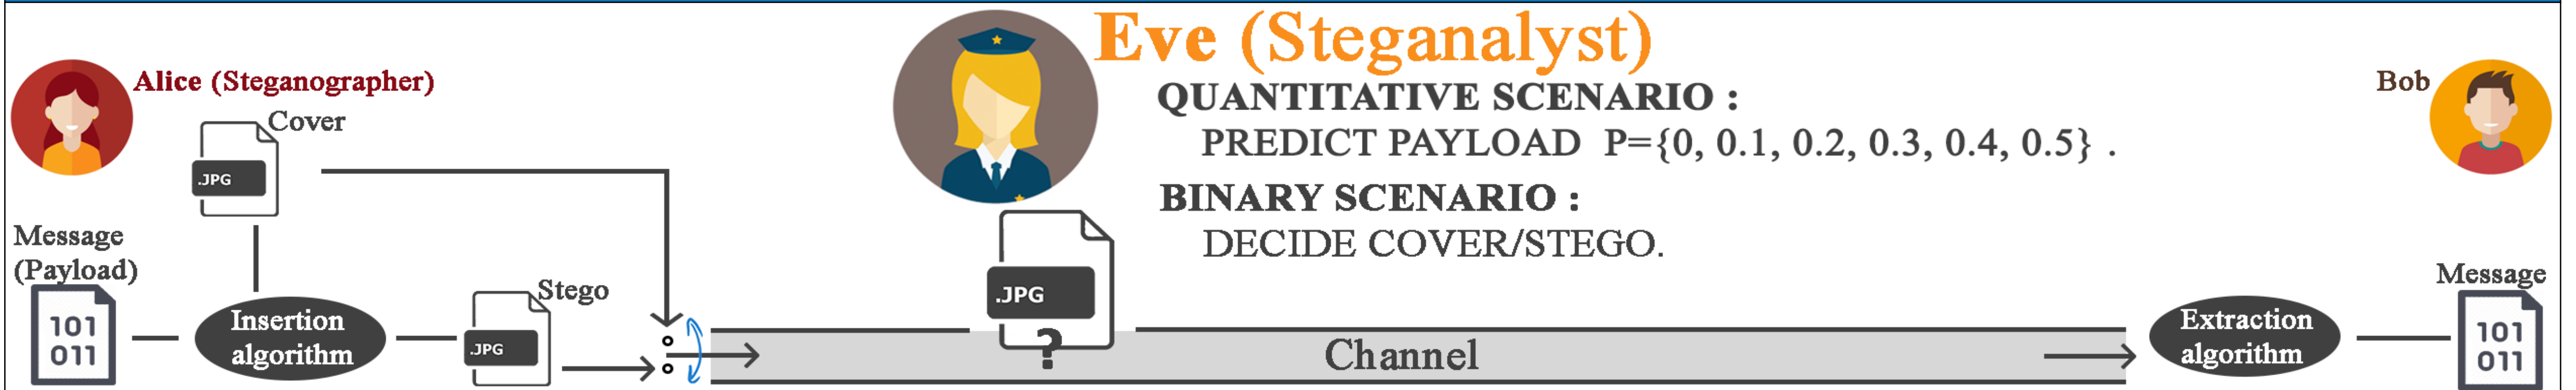 Alice (Steganographer)
Cover
.JPG
Message
(Payload)
101
011
Insertion
algorithm
Stego
.JPG
Eve (Steganalyst)
QUANTITATIVE SCENARIO :
PREDICT PAYLOAD P={0, 0.1, 0.2, 0.3, 0.4, 0.5} .
BINARY SCENARIO :
DECIDE COVER/STEGO.
.JPG
?
Channel
Bob
Extraction
algorithm
Message
101
011